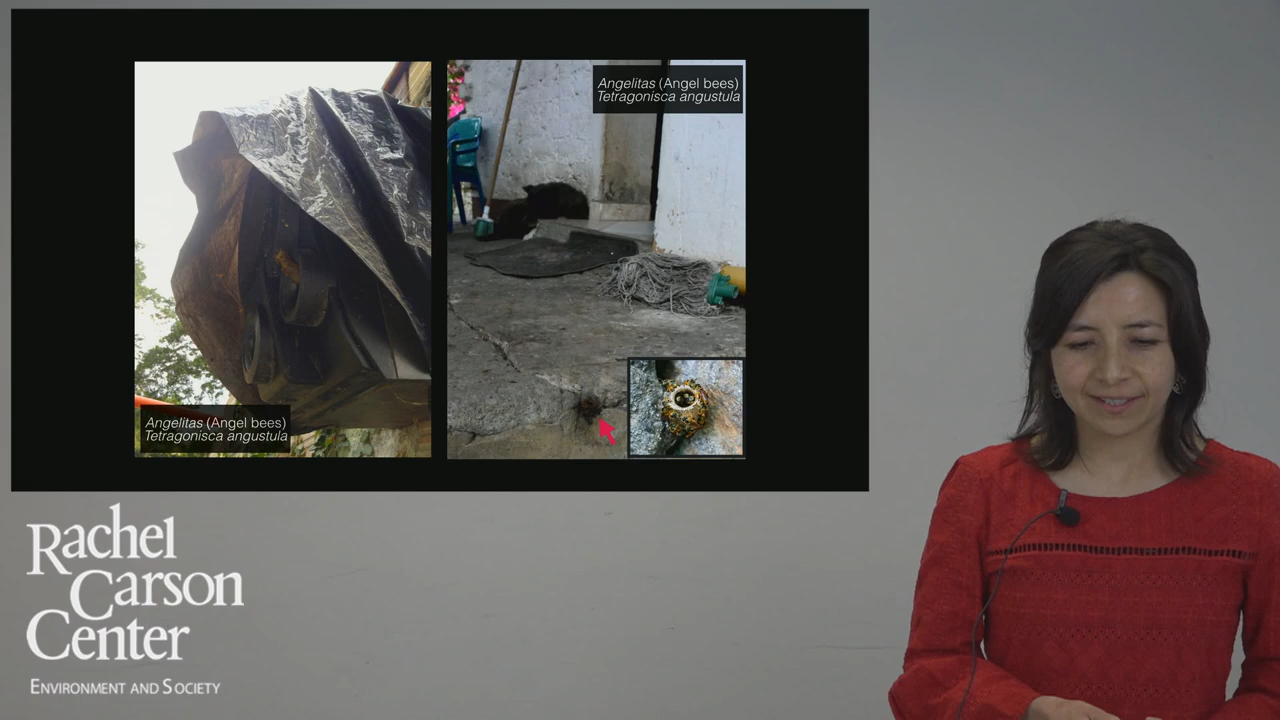 Angelitas (Angel bees)
Tetragonisca angustula
Angelitas (Angel bees)
Tetragonisca angustula
Rachel
Carson
Center
ENVIRONMENT AND SOCIETY